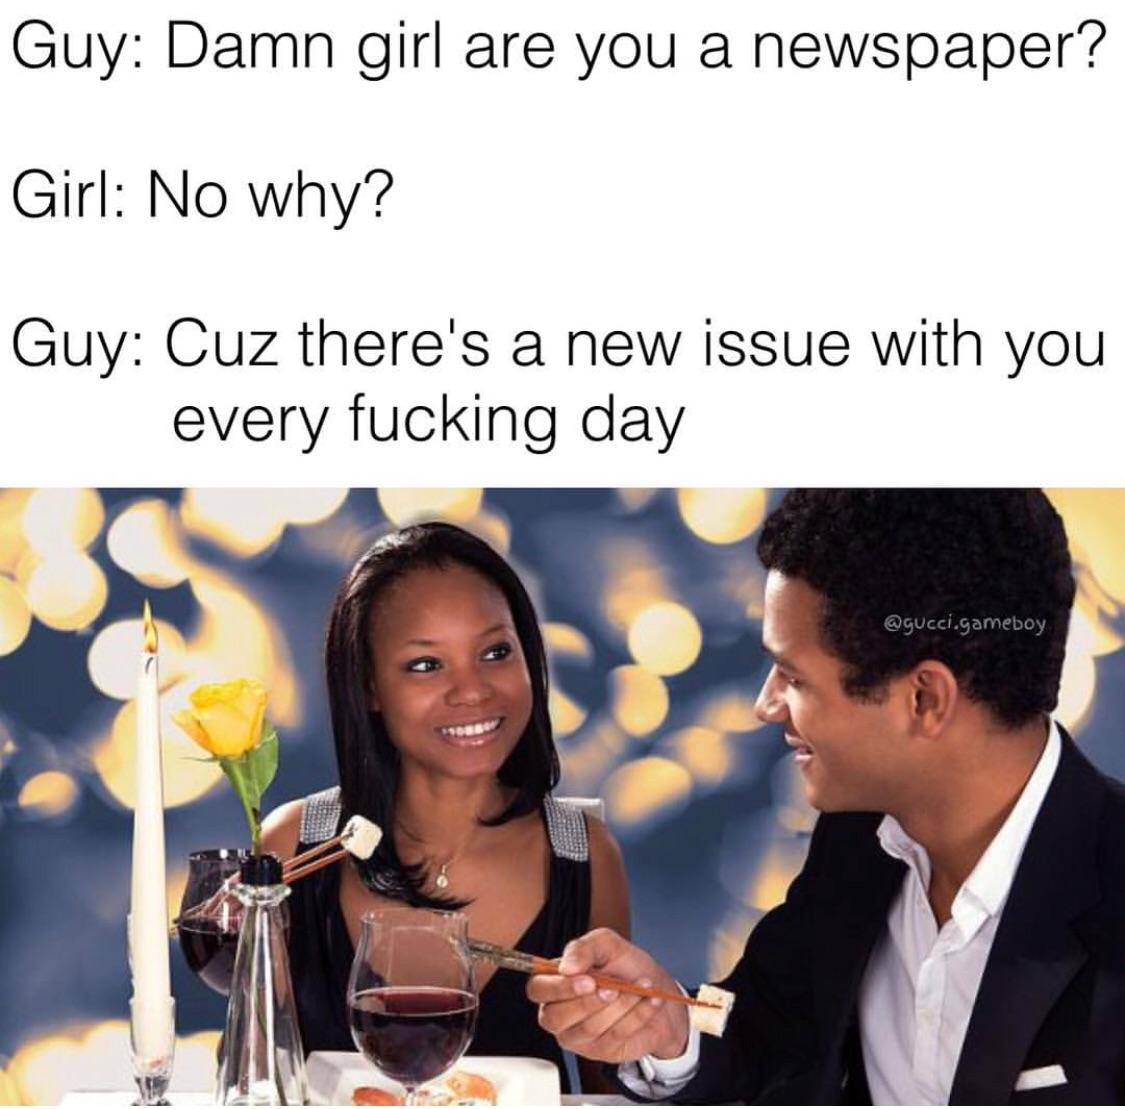 Guy: Damn girl are you a newspaper?
Girl: No why?
Guy: Cuz there's a new issue with you
every fucking day
@gucci.gameboy